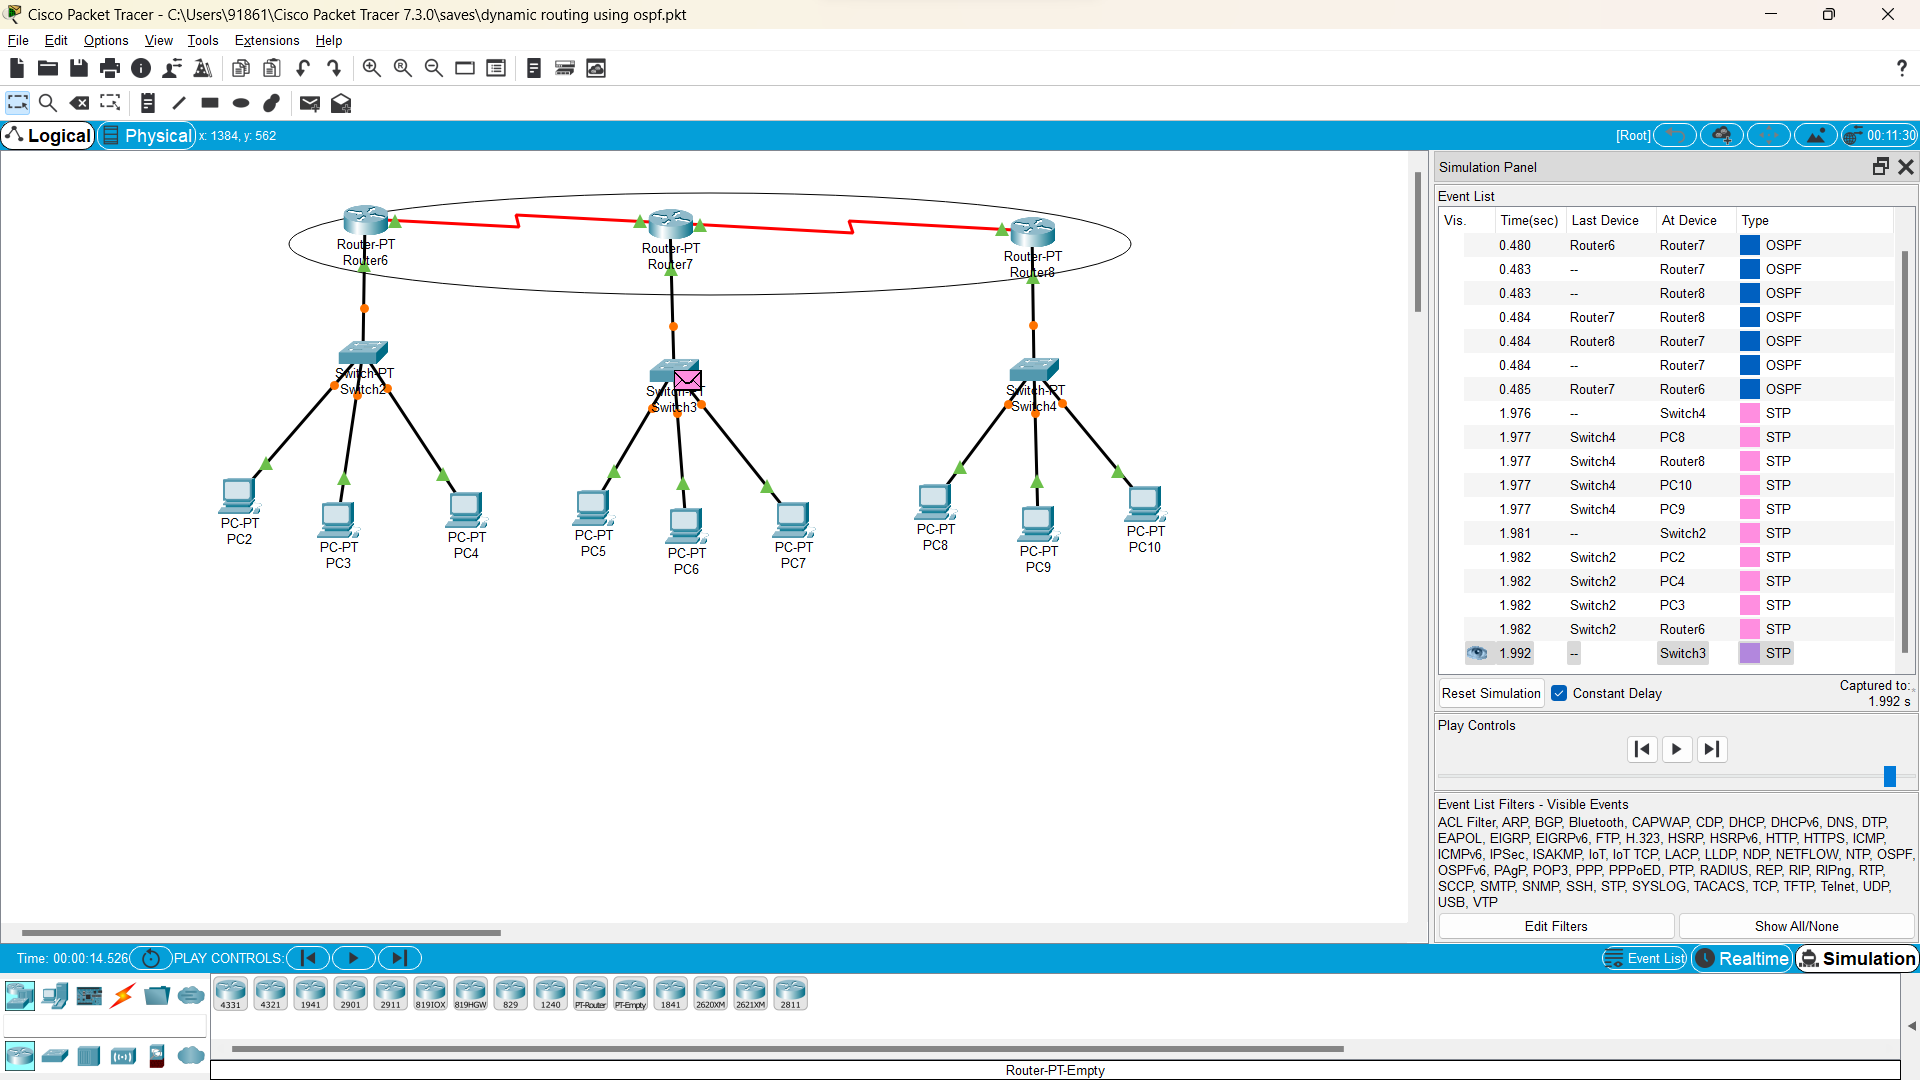 Cisco Packet Tracer - C:\Users\91861\Cisco Packet Tracer 7.3.0\saves\dynamic routing using ospf.pkt
File Edit Options View Tools Extensions Help
?
Logical Physical x: 1384, y: 562
[Root] 00:11:30
Router-PT
Router6
Router-PT
Router7
Router-PT
Router8
Switch-PT
Switch2
Switch-PT
Switch3
Switch-PT
Switch4
PC-PT
PC2
PC-PT
PC3
PC-PT
PC4
PC-PT
PC5
PC-PT
PC6
PC-PT
PC7
PC-PT
PC8
PC-PT
PC9
PC-PT
PC10
Simulation Panel
Event List
Vis. Time(sec) Last Device At Device Type
0.480 Router6 Router7 OSPF
0.483 -- Router7 OSPF
0.483 -- Router8 OSPF
0.484 Router7 Router8 OSPF
0.484 Router8 Router7 OSPF
0.484 -- Router7 OSPF
0.485 Router7 Router6 OSPF
1.976 -- Switch4 STP
1.977 Switch4 PC8 STP
1.977 Switch4 Router8 STP
1.977 Switch4 PC10 STP
1.977 Switch4 PC9 STP
1.981 -- Switch2 STP
1.982 Switch2 PC2 STP
1.982 Switch2 PC4 STP
1.982 Switch2 PC3 STP
1.982 Switch2 Router6 STP
1.992 -- Switch3 STP
Reset Simulation Constant Delay Captured to:
1.992 s
Play Controls
Event List Filters - Visible Events
ACL Filter, ARP, BGP, Bluetooth, CAPWAP, CDP, DHCP, DHCPv6, DNS, DTP,
EAPOL, EIGRP, EIGRPv6, FTP, H.323, HSRP, HSRPv6, HTTP, HTTPS, ICMP,
ICMPv6, IPSec, ISAKMP, IoT, IoT TCP, LACP, LLDP, NDP, NETFLOW, NTP, OSPF,
OSPFv6, PAgP, POP3, PPP, PPPoED, PTP, RADIUS, REP, RIP, RIPng, RTP,
SCCP, SMTP, SNMP, SSH, STP, SYSLOG, TACACS, TCP, TFTP, Telnet, UDP,
USB, VTP
Edit Filters Show All/None
Time: 00:00:14.526 PLAY CONTROLS: Event List Realtime Simulation
4331 4321 1941 2901 2911 819IOX 819HGW 829 1240 PT-Router PT-Empty 1841 2620XM 2621XM 2811
Router-PT-Empty